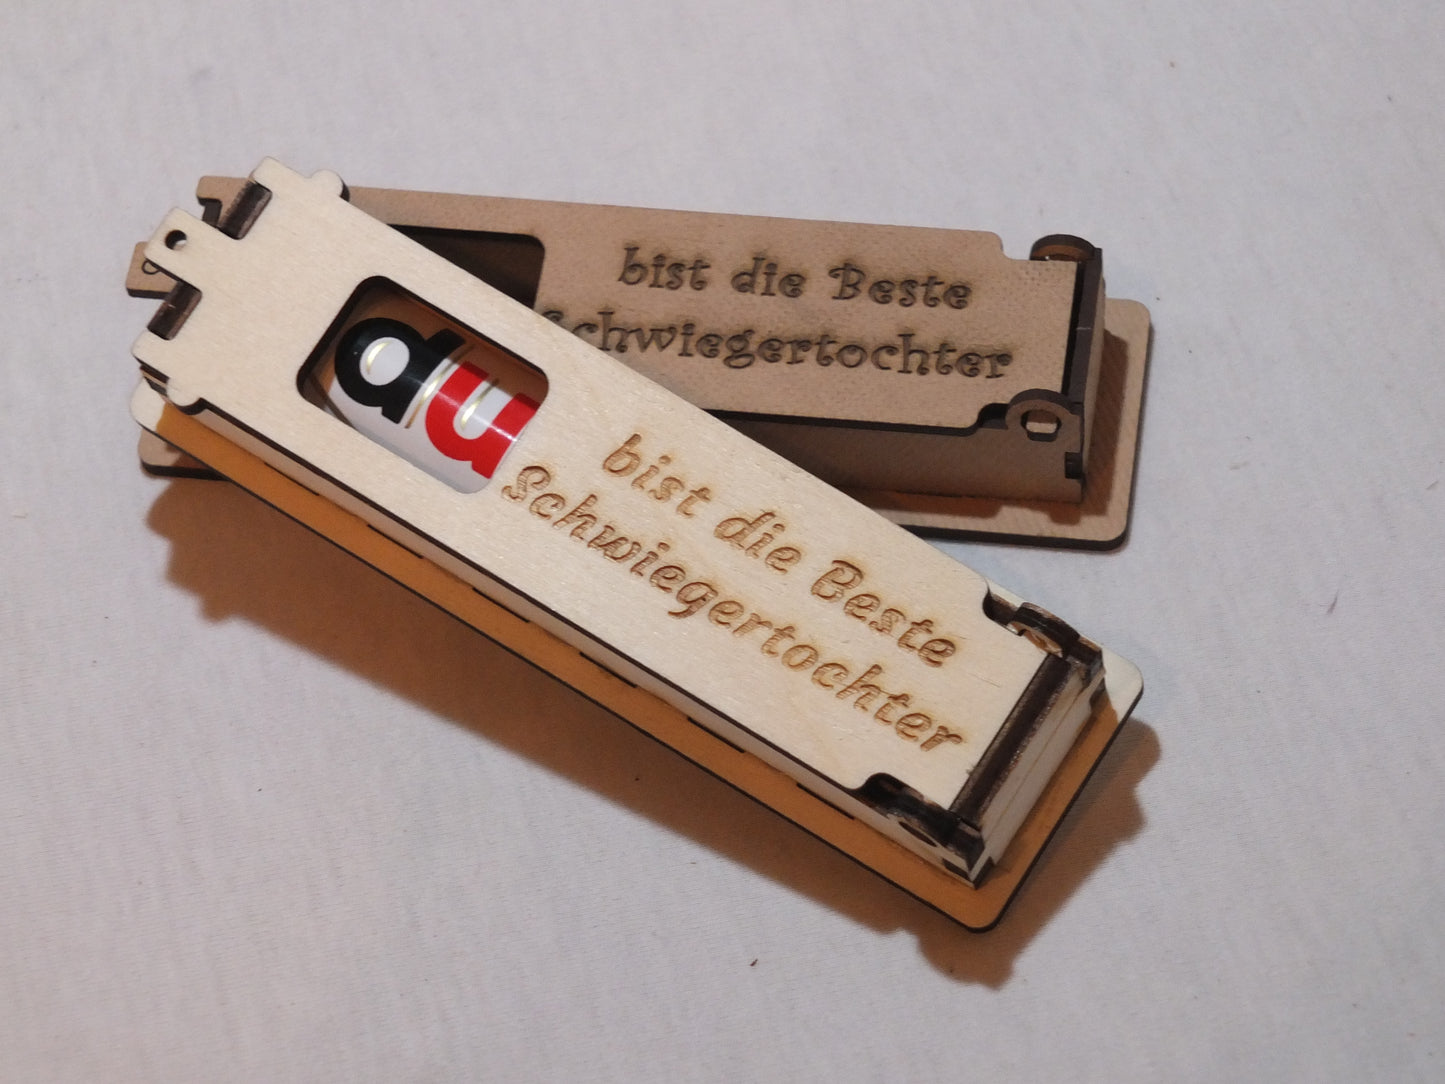 bist die Beste
Schwiegertochter
du
bist die Beste
Schwiegertochter